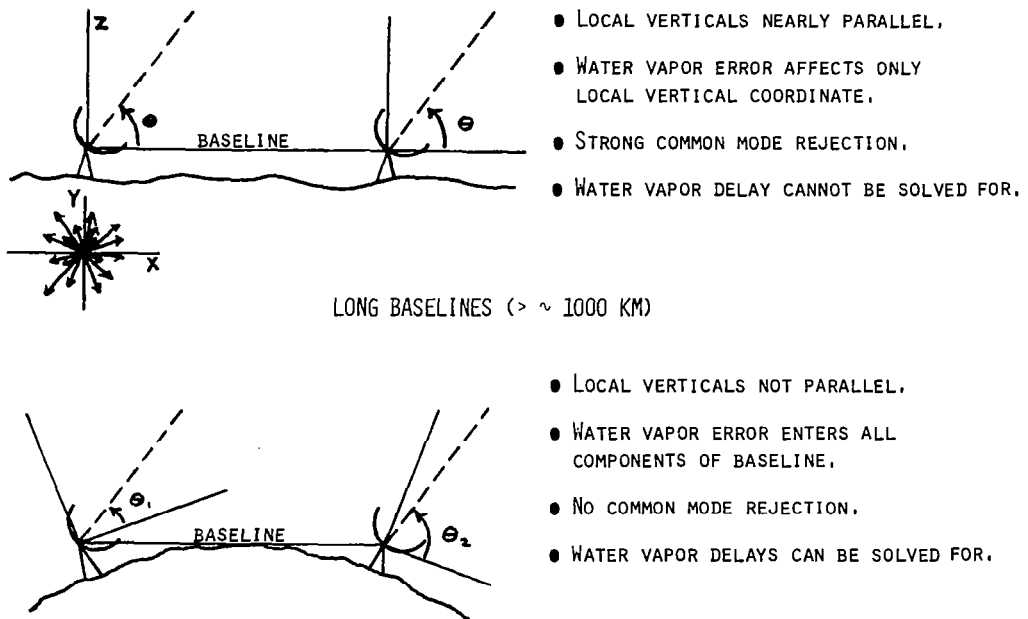 Z
θ
θ
BASELINE
Y
X
● LOCAL VERTICALS NEARLY PARALLEL.
● WATER VAPOR ERROR AFFECTS ONLY
LOCAL VERTICAL COORDINATE.
● STRONG COMMON MODE REJECTION.
● WATER VAPOR DELAY CANNOT BE SOLVED FOR.
LONG BASELINES (> ~ 1000 KM)
θ₁
BASELINE
θ₂
● LOCAL VERTICALS NOT PARALLEL.
● WATER VAPOR ERROR ENTERS ALL
COMPONENTS OF BASELINE.
● NO COMMON MODE REJECTION.
● WATER VAPOR DELAYS CAN BE SOLVED FOR.